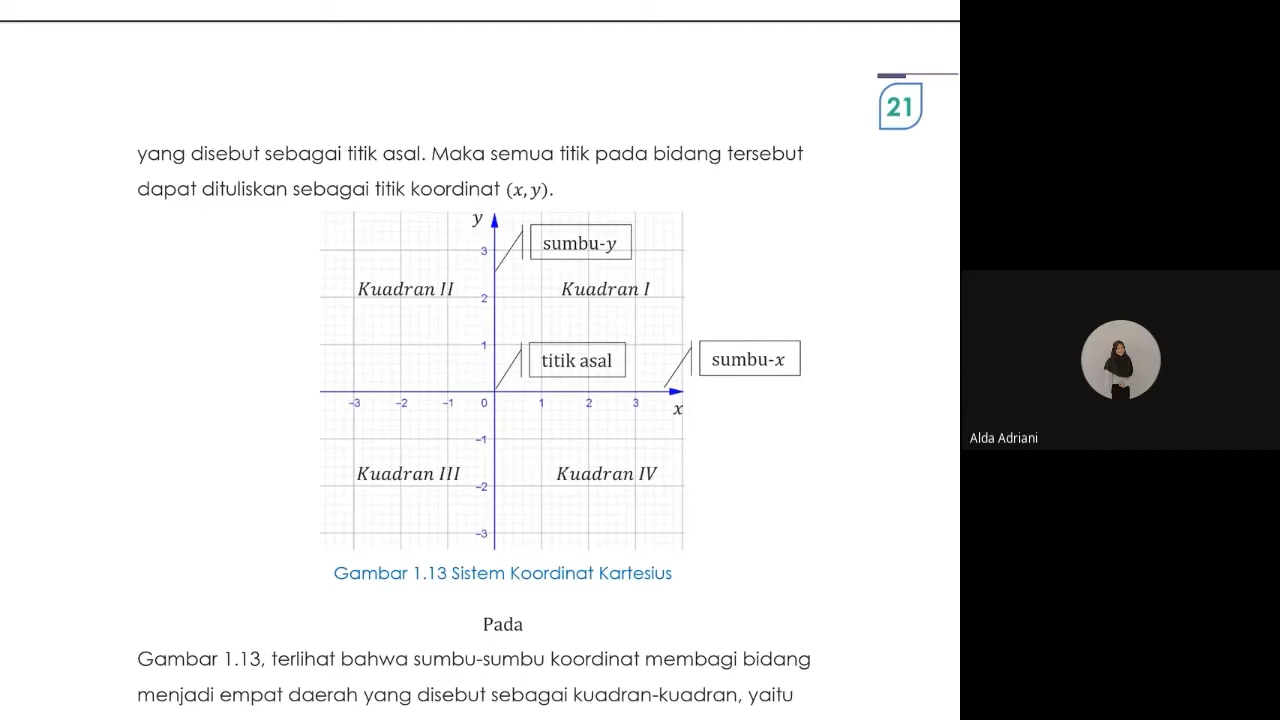 21
yang disebut sebagai titik asal. Maka semua titik pada bidang tersebut
dapat dituliskan sebagai titik koordinat (x, y).
y
sumbu-y
3
Kuadran II
Kuadran I
2
1
titik asal
sumbu-x
−3 −2 −1 0 1 2 3
x
−1
Kuadran III
Kuadran IV
−2
−3
Gambar 1.13 Sistem Koordinat Kartesius
Pada
Gambar 1.13, terlihat bahwa sumbu-sumbu koordinat membagi bidang
menjadi empat daerah yang disebut sebagai kuadran-kuadran, yaitu
Alda Adriani